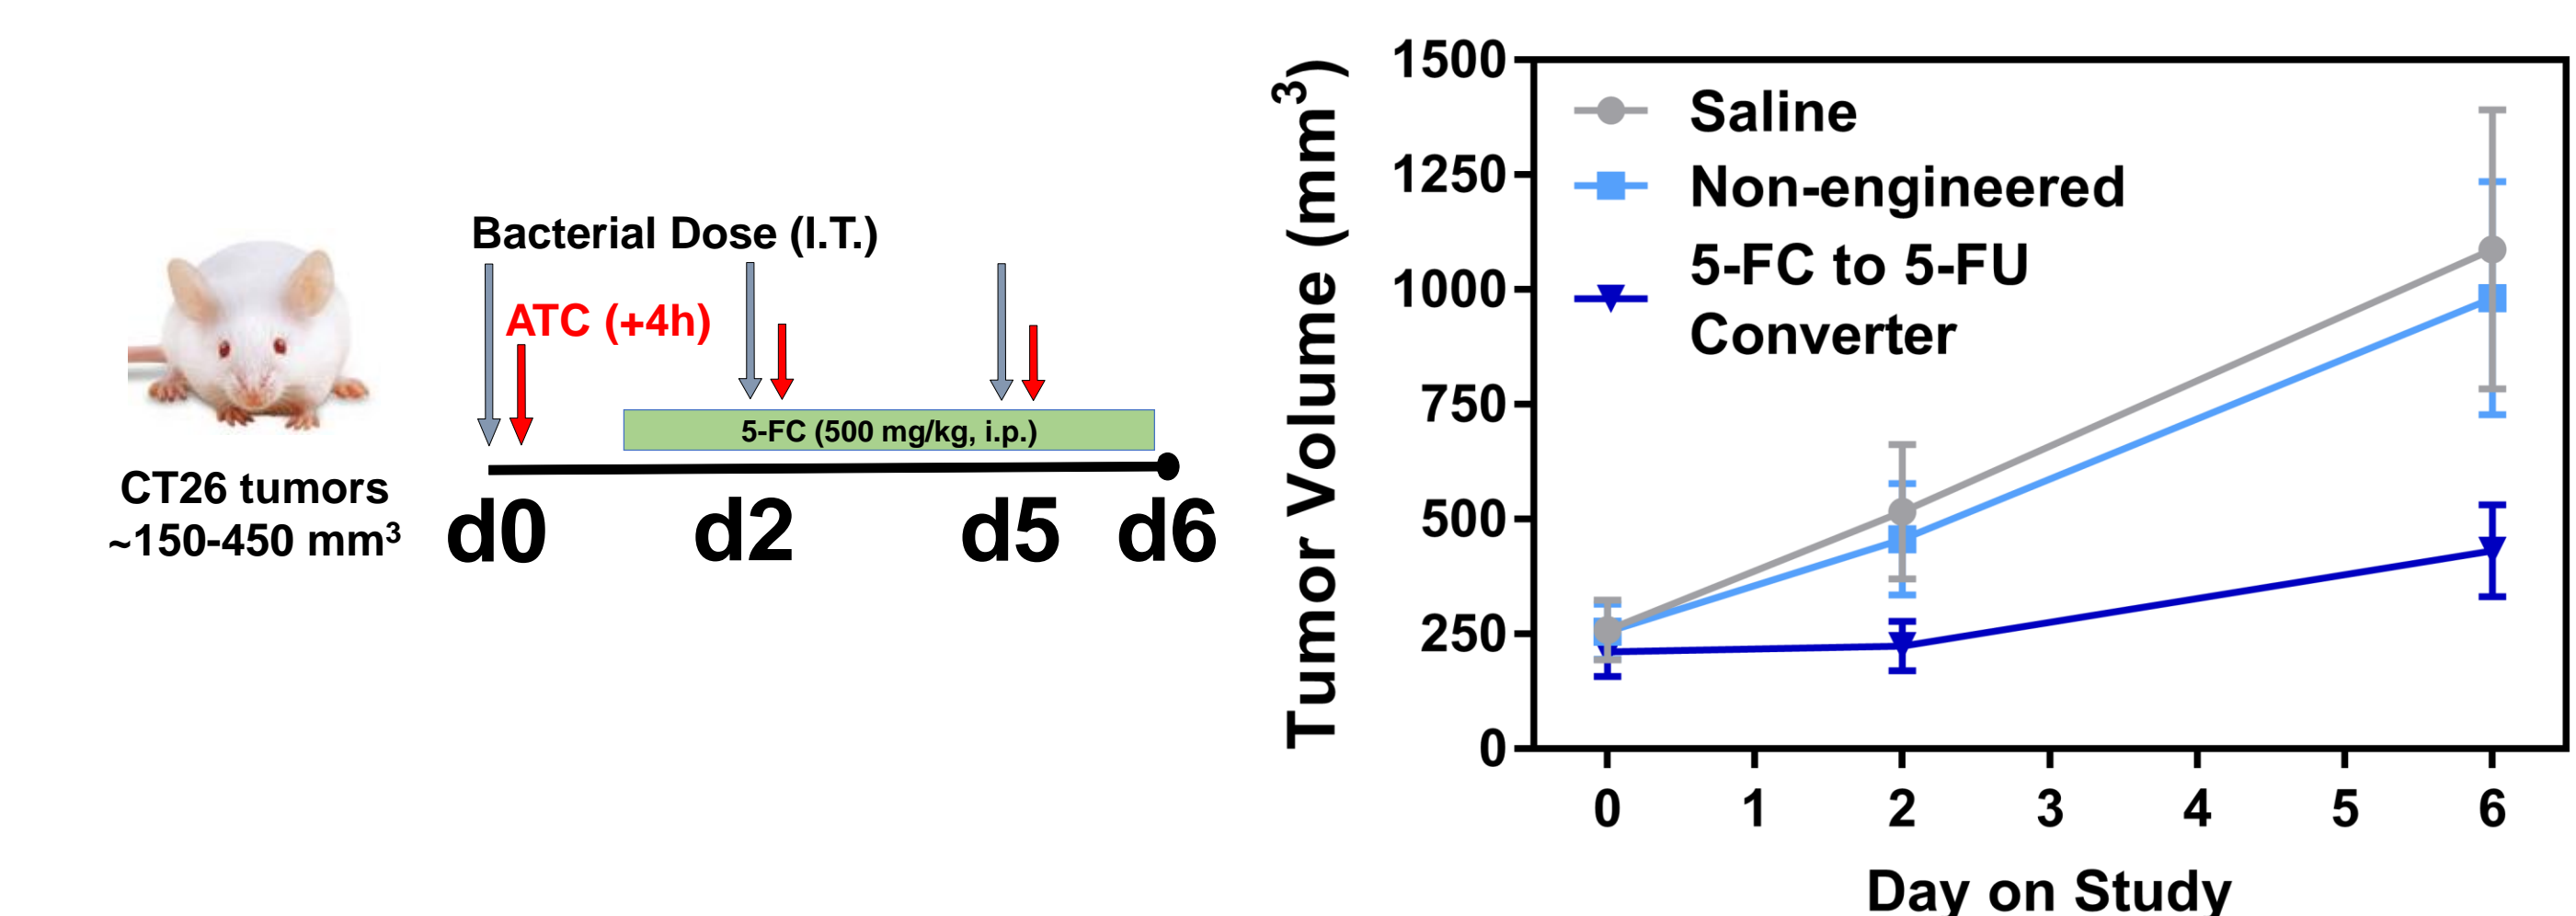 Bacterial Dose (I.T.)
ATC (+4h)
5-FC (500 mg/kg, i.p.)
CT26 tumors
~150-450 mm³
d0 d2 d5 d6
Tumor Volume (mm³)
1500
1250
1000
750
500
250
0
Saline
Non-engineered
5-FC to 5-FU
Converter
0 1 2 3 4 5 6
Day on Study